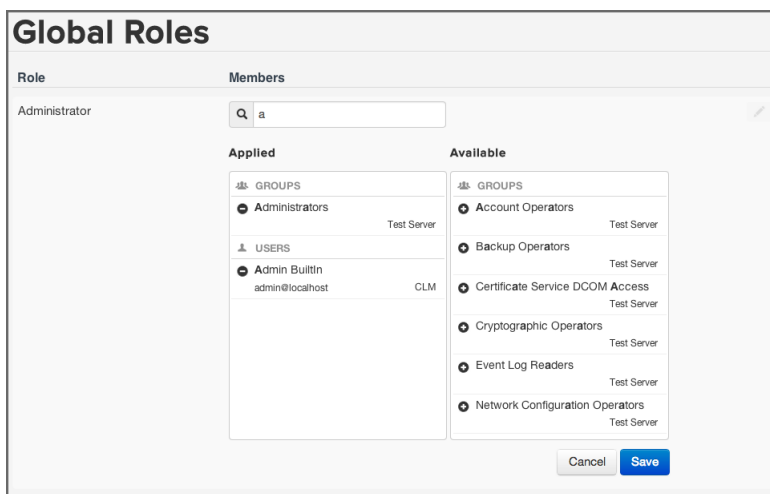 Global Roles
Role Members
Administrator
a
Applied Available
GROUPS
Administrators
Test Server
USERS
Admin BuiltIn
admin@localhost CLM
GROUPS
Account Operators
Test Server
Backup Operators
Test Server
Certificate Service DCOM Access
Test Server
Cryptographic Operators
Test Server
Event Log Readers
Test Server
Network Configuration Operators
Test Server
Cancel Save